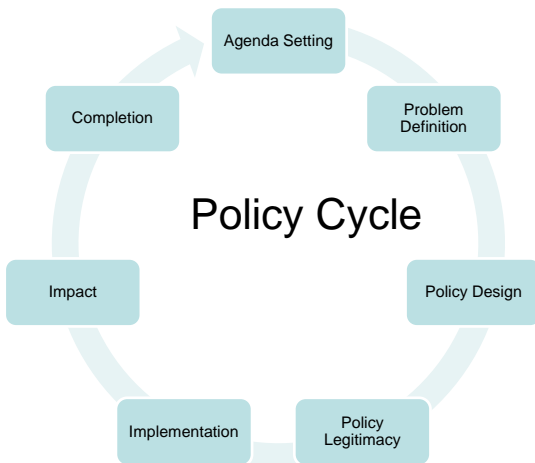 Agenda Setting
Problem
Definition
Policy Design
Policy
Legitimacy
Implementation
Impact
Completion
Policy Cycle